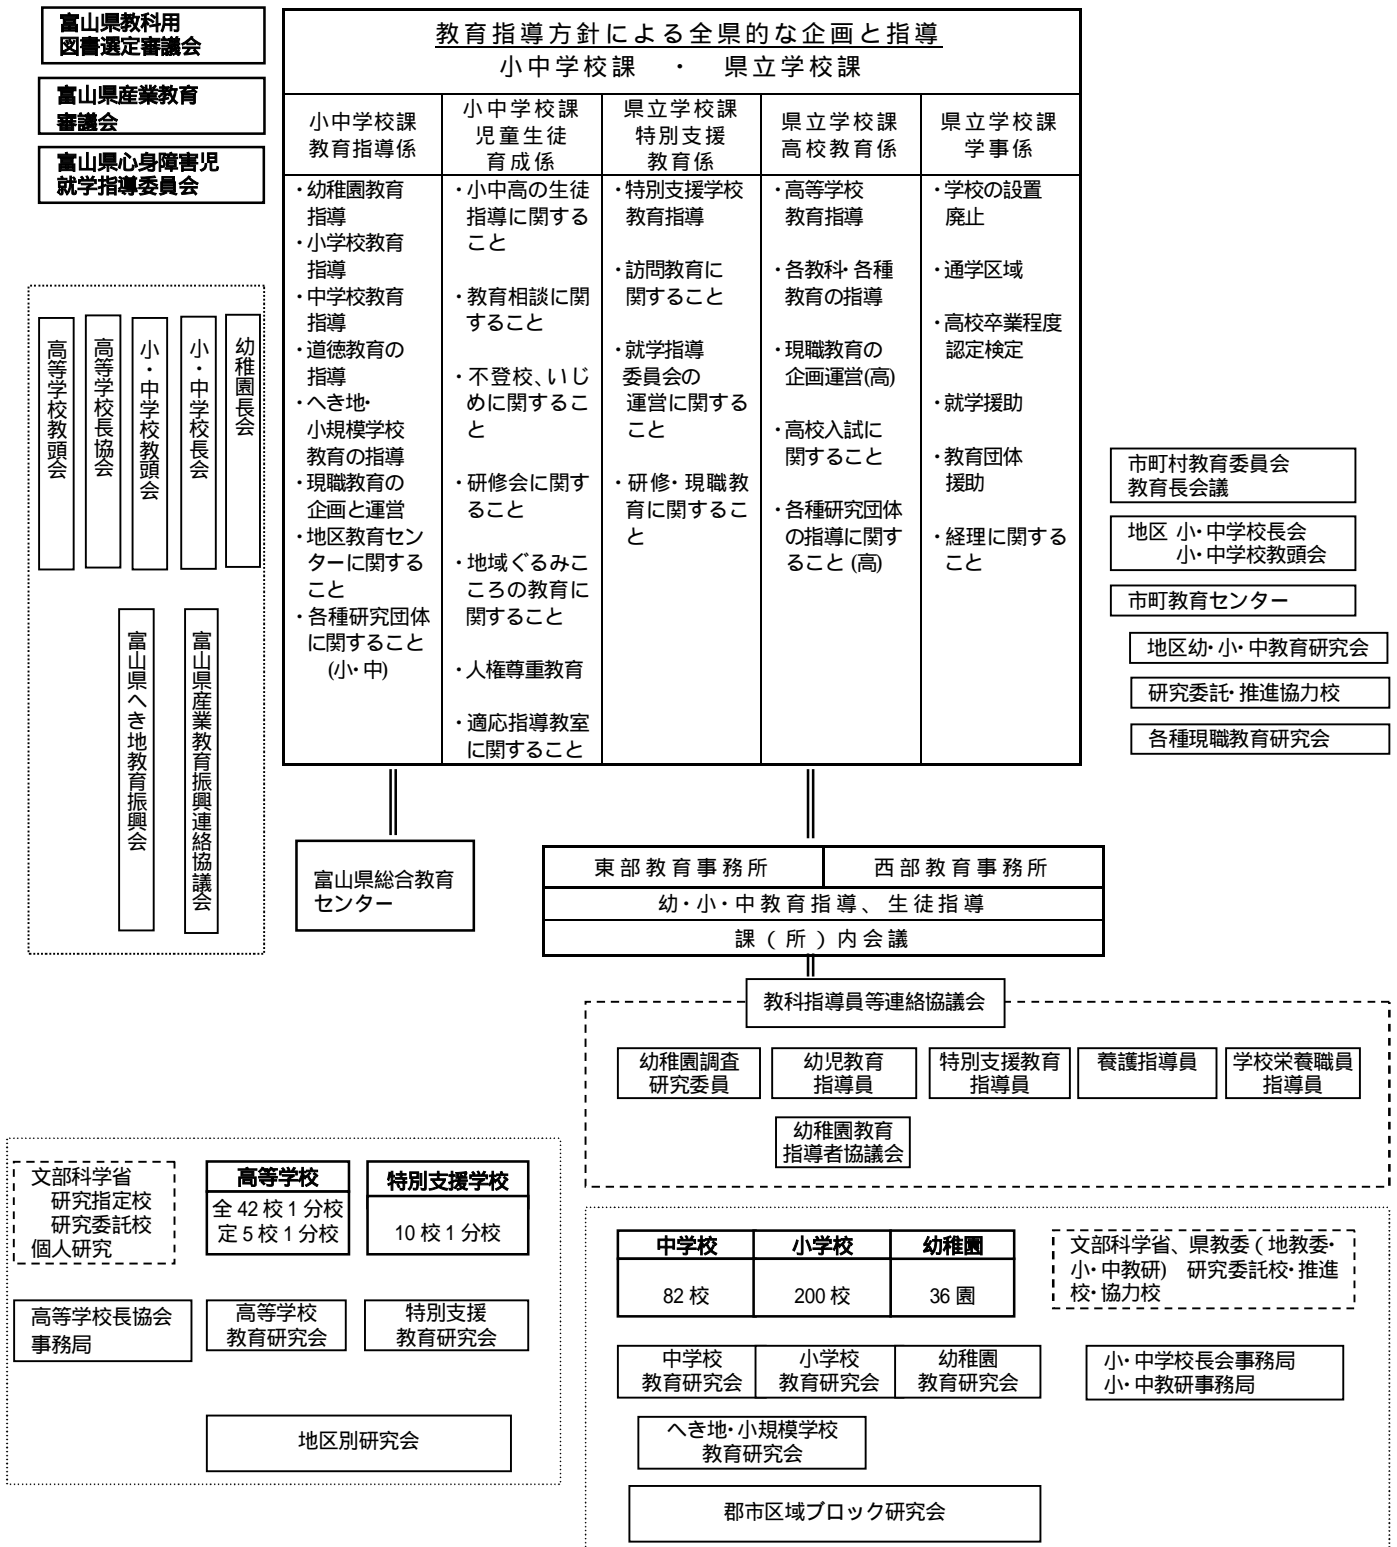 富山県教科用
図書選定審議会
富山県産業教育
審議会
富山県心身障害児
就学指導委員会
教育指導方針による全県的な企画と指導
小中学校課 ・ 県立学校課
小中学校課
教育指導係
・幼稚園教育
指導
・小学校教育
指導
・中学校教育
指導
・道徳教育の
指導
・へき地・
小規模学校
教育の指導
・現職教育の
企画と運営
・地区教育セン
ターに関する
こと
・各種研究団体
に関すること
(小・中)
小中学校課
児童生徒
育成係
・小中高の生徒
指導に関する
こと
・教育相談に関
すること
・不登校、いじ
めに関するこ
と
・研修会に関す
ること
・地域ぐるみこ
ころの教育に
関すること
・人権尊重教育
・適応指導教室
に関すること
県立学校課
特別支援
教育係
・特別支援学校
教育指導
・訪問教育に
関すること
・就学指導
委員会の
運営に関する
こと
・研修・現職教
育に関するこ
と
県立学校課
高校教育係
・高等学校
教育指導
・各教科・各種
教育の指導
・現職教育の
企画運営(高)
・高校入試に
関すること
・各種研究団体
の指導に関す
ること (高)
県立学校課
学事係
・学校の設置
廃止
・通学区域
・高校卒業程度
認定検定
・就学援助
・教育団体
援助
・経理に関する
こと
高等学校教頭会
高等学校長協会
小・中学校教頭会
小・中学校長会
幼稚園長会
富山県へき地教育振興会
富山県産業教育振興連絡協議会
市町村教育委員会
教育長会議
地区 小・中学校長会
小・中学校教頭会
市町教育センター
地区幼・小・中教育研究会
研究委託・推進協力校
各種現職教育研究会
富山県総合教育
センター
東部教育事務所
西部教育事務所
幼・小・中教育指導、生徒指導
課(所)内会議
教科指導員等連絡協議会
幼稚園調査
研究委員
幼児教育
指導員
特別支援教育
指導員
養護指導員
学校栄養職員
指導員
幼稚園教育
指導者協議会
文部科学省
研究指定校
研究委託校
個人研究
高等学校
全 42 校 1 分校
定 5 校 1 分校
特別支援学校
10 校 1 分校
高等学校長協会
事務局
高等学校
教育研究会
特別支援
教育研究会
地区別研究会
中学校
82 校
小学校
200 校
幼稚園
36 園
文部科学省、県教委(地教委・
小・中教研) 研究委託校・推進
校・協力校
中学校
教育研究会
小学校
教育研究会
幼稚園
教育研究会
小・中学校長会事務局
小・中教研事務局
へき地・小規模学校
教育研究会
郡市区域ブロック研究会